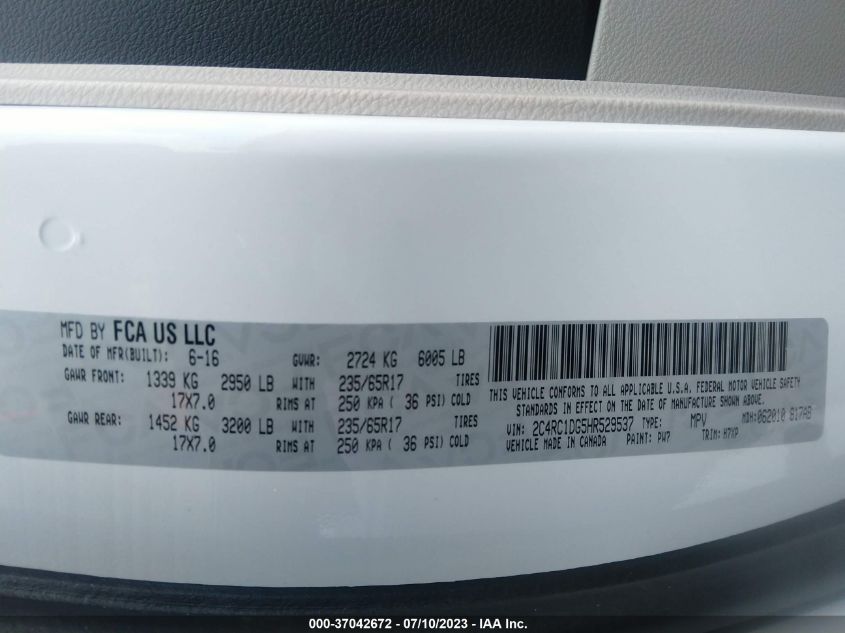 MFD BY FCA US LLC
DATE OF MFR(BUILT): 6-16 GVWR: 2724 KG 6005 LB
GAWR FRONT: 1339 KG 2950 LB WITH 235/65R17 TIRES
17X7.0 RIMS AT 250 KPA ( 36 PSI) COLD
GAWR REAR: 1452 KG 3200 LB WITH 235/65R17 TIRES
17X7.0 RIMS AT 250 KPA ( 36 PSI) COLD
THIS VEHICLE CONFORMS TO ALL APPLICABLE U.S.A. FEDERAL MOTOR VEHICLE SAFETY
STANDARDS IN EFFECT ON THE DATE OF MANUFACTURE SHOWN ABOVE.
VIN: 2C4RC1DG5HR529537 TYPE: MPV MDH:062010 817AB
VEHICLE MADE IN CANADA PAINT: PW7 TRIM: H7XP
000-37042672 / 07/10/2023 - IAA Inc.